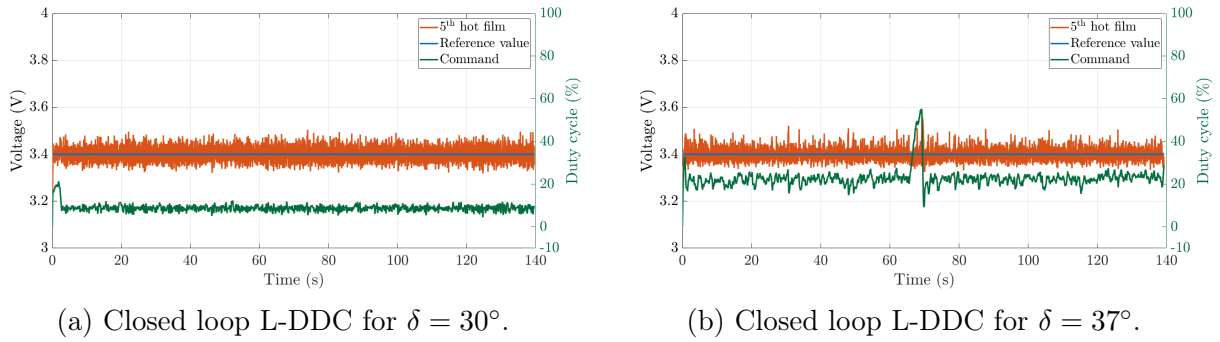 4
3.8
3.6
3.4
3.2
3
Voltage (V)
100
80
60
40
20
0
-10
Duty cycle (%)
5th hot film
Reference value
Command
0 20 40 60 80 100 120 140
Time (s)
(a) Closed loop L-DDC for δ = 30°.
4
3.8
3.6
3.4
3.2
3
Voltage (V)
100
80
60
40
20
0
-10
Duty cycle (%)
5th hot film
Reference value
Command
0 20 40 60 80 100 120 140
Time (s)
(b) Closed loop L-DDC for δ = 37°.